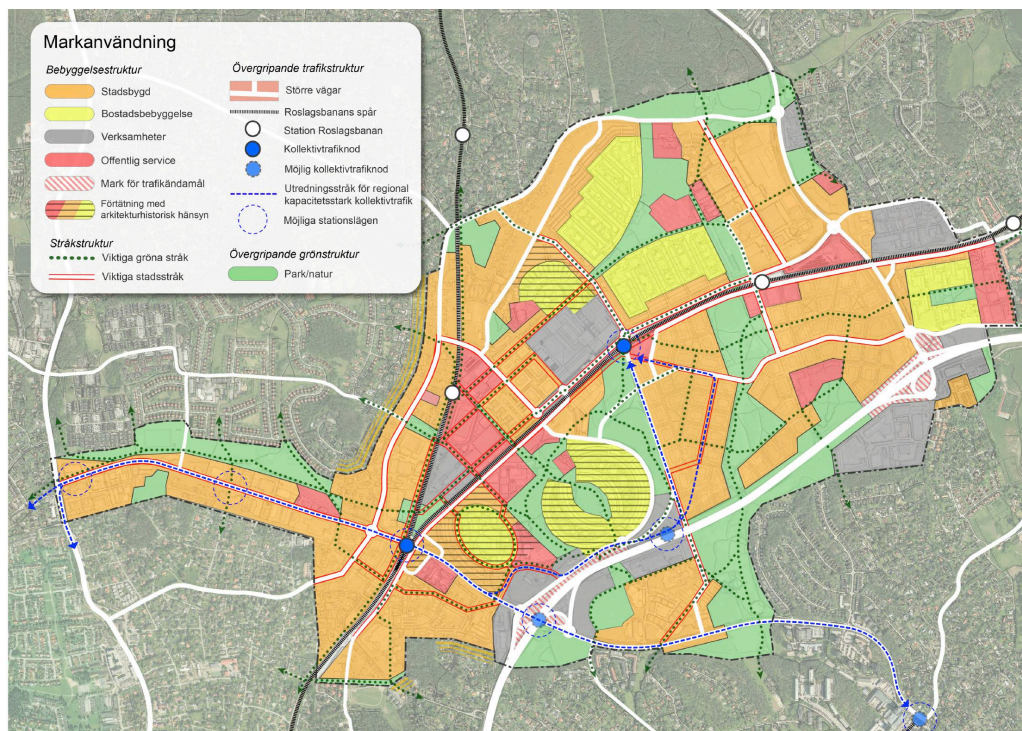 Markanvändning
Bebyggelsestruktur
Stadsbygd
Bostadsbebyggelse
Verksamheter
Offentlig service
Mark för trafikändamål
Förtätning med
arkitekturhistorisk hänsyn
Stråkstruktur
Viktiga gröna stråk
Viktiga stadsstråk
Övergripande trafikstruktur
Större vägar
Roslagsbanans spår
Station Roslagsbanan
Kollektivtrafiknod
Möjlig kollektivtrafiknod
Utredningsstråk för regional
kapacitetsstark kollektivtrafik
Möjliga stationslägen
Övergripande grönstruktur
Park/natur